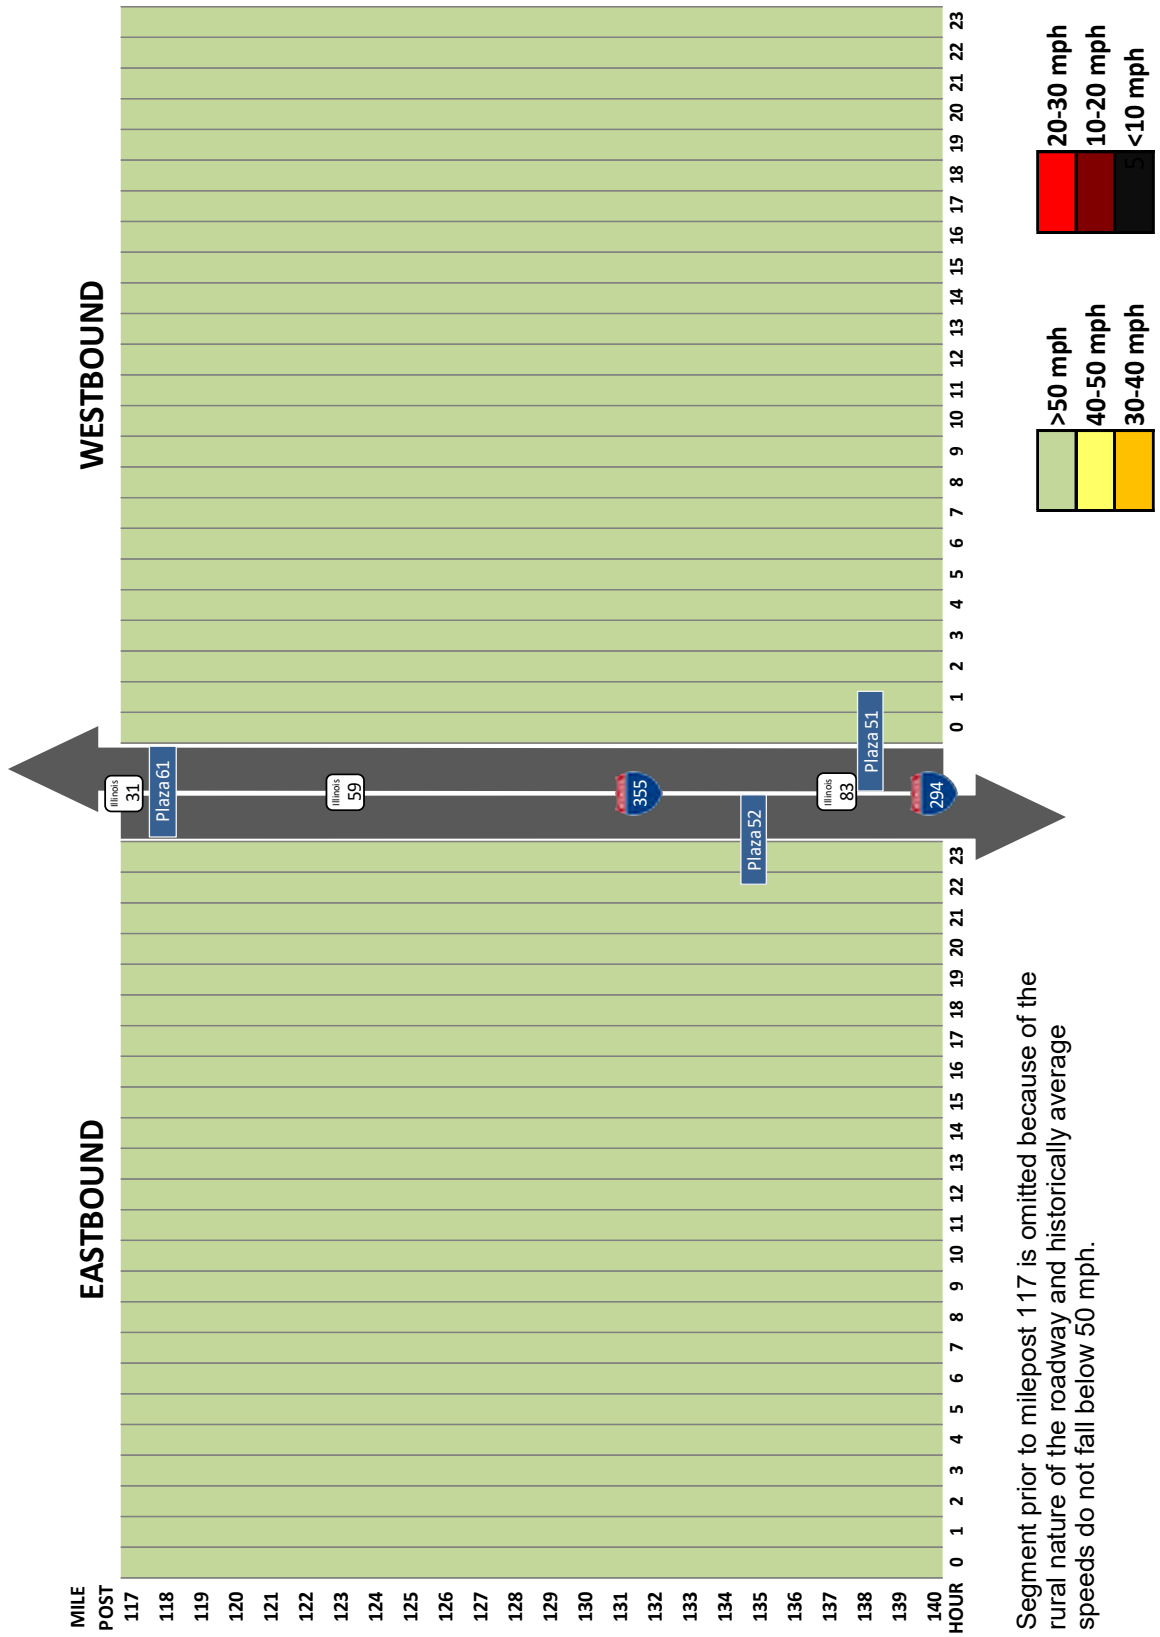 EASTBOUND
WESTBOUND
MILE
POST
117
118
119
120
121
122
123
124
125
126
127
128
129
130
131
132
133
134
135
136
137
138
139
140
HOUR
0 1 2 3 4 5 6 7 8 9 10 11 12 13 14 15 16 17 18 19 20 21 22 23
Illinois
31
Plaza 61
Illinois
59
355
Plaza 52
Illinois
83
Plaza 51
294
0 1 2 3 4 5 6 7 8 9 10 11 12 13 14 15 16 17 18 19 20 21 22 23
Segment prior to milepost 117 is omitted because of the
rural nature of the roadway and historically average
speeds do not fall below 50 mph.
>50 mph
40-50 mph
30-40 mph
20-30 mph
10-20 mph
5 <10 mph